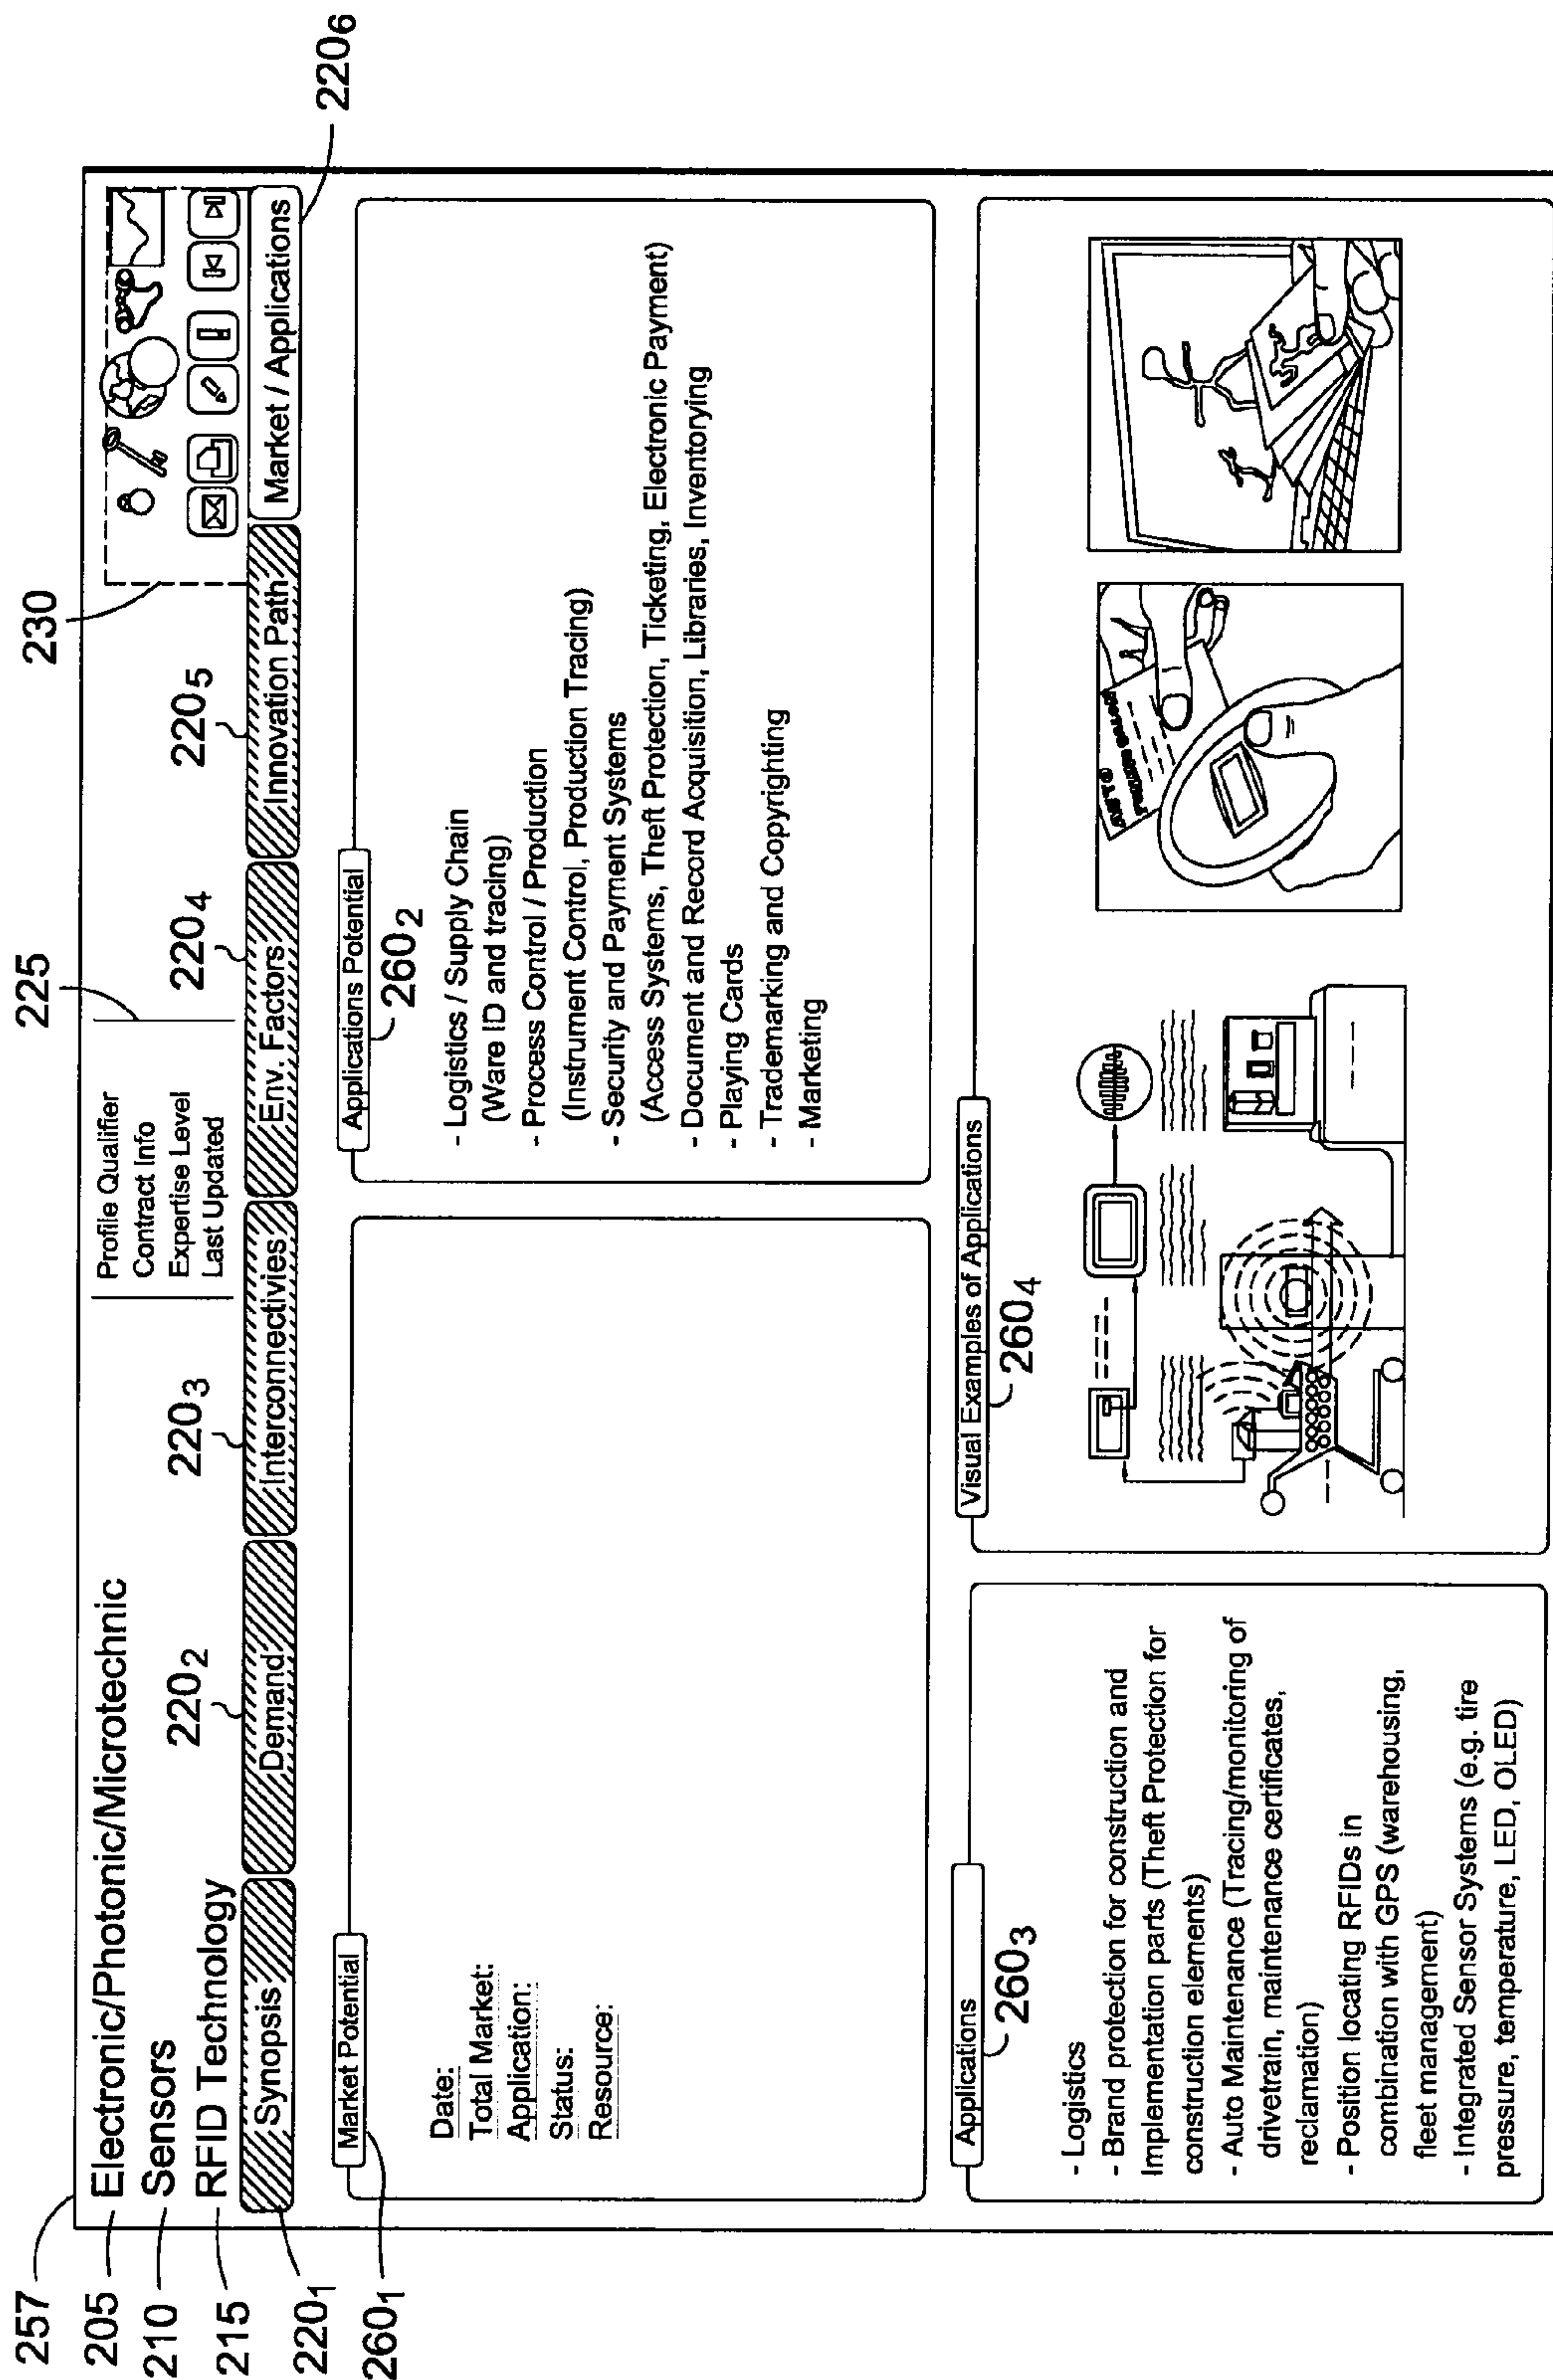 257
205 Electronic/Photonic/Microtechnic
210 Sensors
215 RFID Technology
225
Profile Qualifier
Contract Info
Expertise Level
Last Updated
230
220₁ 220₂ 220₃ 220₄ 220₅ 220₆
Synopsis Demand Interconnectivies Env. Factors Innovation Path Market / Applications
Market Potential
260₁
Date:
Total Market:
Application:
Status:
Resource:
Applications Potential
260₂
- Logistics / Supply Chain
(Ware ID and tracing)
- Process Control / Production
(Instrument Control, Production Tracing)
- Security and Payment Systems
(Access Systems, Theft Protection, Ticketing, Electronic Payment)
- Document and Record Acquisition, Libraries, Inventorying
- Playing Cards
- Trademarking and Copyrighting
- Marketing
Applications
260₃
- Logistics
- Brand protection for construction and
Implementation parts (Theft Protection for
construction elements)
- Auto Maintenance (Tracing/monitoring of
drivetrain, maintenance certificates,
reclamation)
- Position locating RFIDs in
combination with GPS (warehousing,
fleet management)
- Integrated Sensor Systems (e.g. tire
pressure, temperature, LED, OLED)
Visual Examples of Applications
260₄